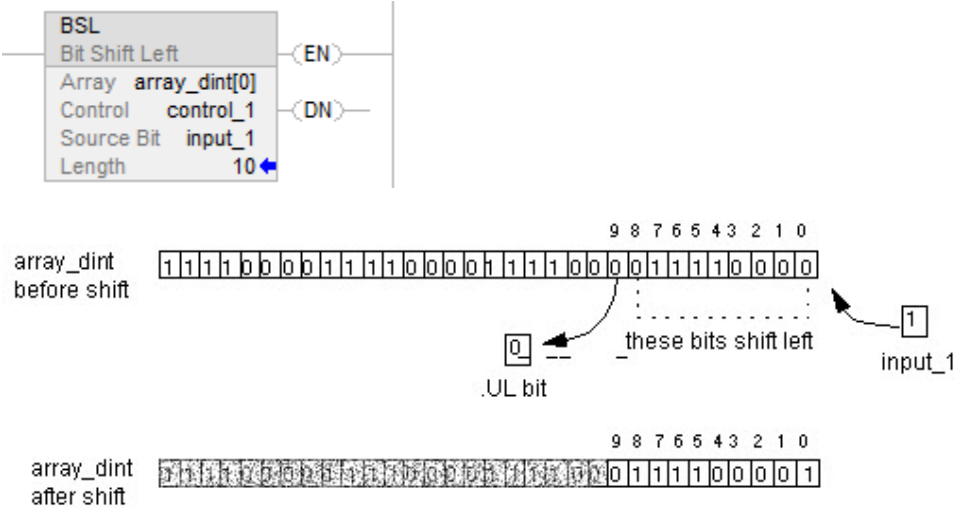 BSL
Bit Shift Left
EN
Array array_dint[0]
Control control_1
DN
Source Bit input_1
Length 10
9 8 7 6 5 4 3 2 1 0
array_dint
before shift
1 1 1 1 0 0 0 0 1 1 1 1 0 0 0 0 1 1 1 1 0 0 0 0 1 1 1 1 0 0 0 0
1
input_1
these bits shift left
0
.UL bit
9 8 7 6 5 4 3 2 1 0
array_dint
after shift
0 1 1 1 1 0 0 0 0 1